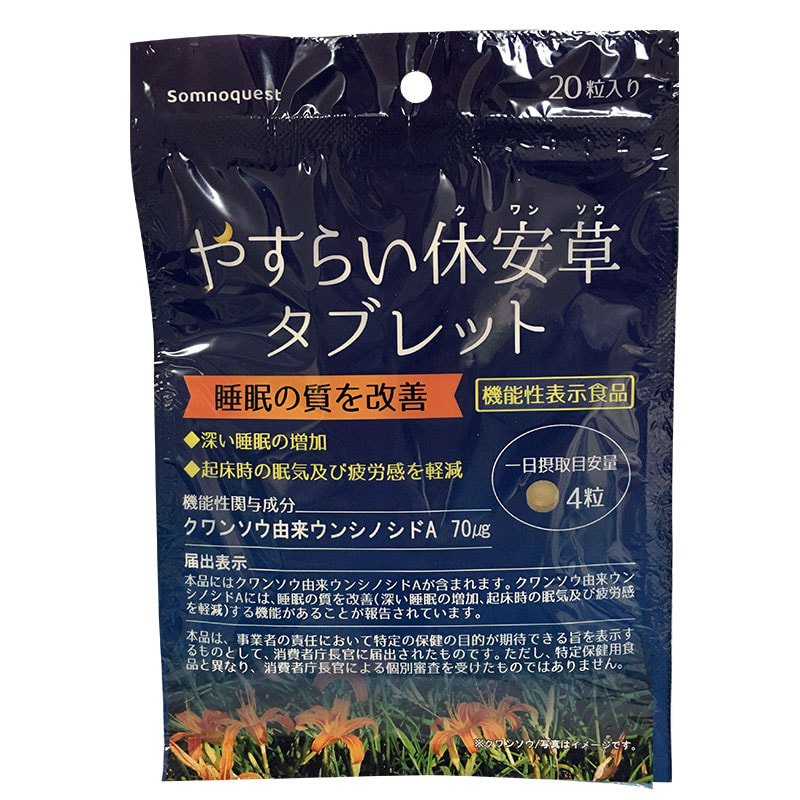 Somnoquest
20粒入り
クワンソウ
やすらい休安草
タブレット
睡眠の質を改善
機能性表示食品
◆深い睡眠の増加
◆起床時の眠気及び疲労感を軽減
一日摂取目安量
4粒
機能性関与成分
クワンソウ由来ウンシノシドA 70μg
届出表示
本品にはクワンソウ由来ウンシノシドAが含まれます。クワンソウ由来ウン
シノシドAには、睡眠の質を改善(深い睡眠の増加、起床時の眠気及び疲労感
を軽減)する機能があることが報告されています。
本品は、事業者の責任において特定の保健の目的が期待できる旨を表示す
るものとして、消費者庁長官に届出されたものです。ただし、特定保健用食
品と異なり、消費者庁長官による個別審査を受けたものではありません。
※クワンソウ/写真はイメージです。